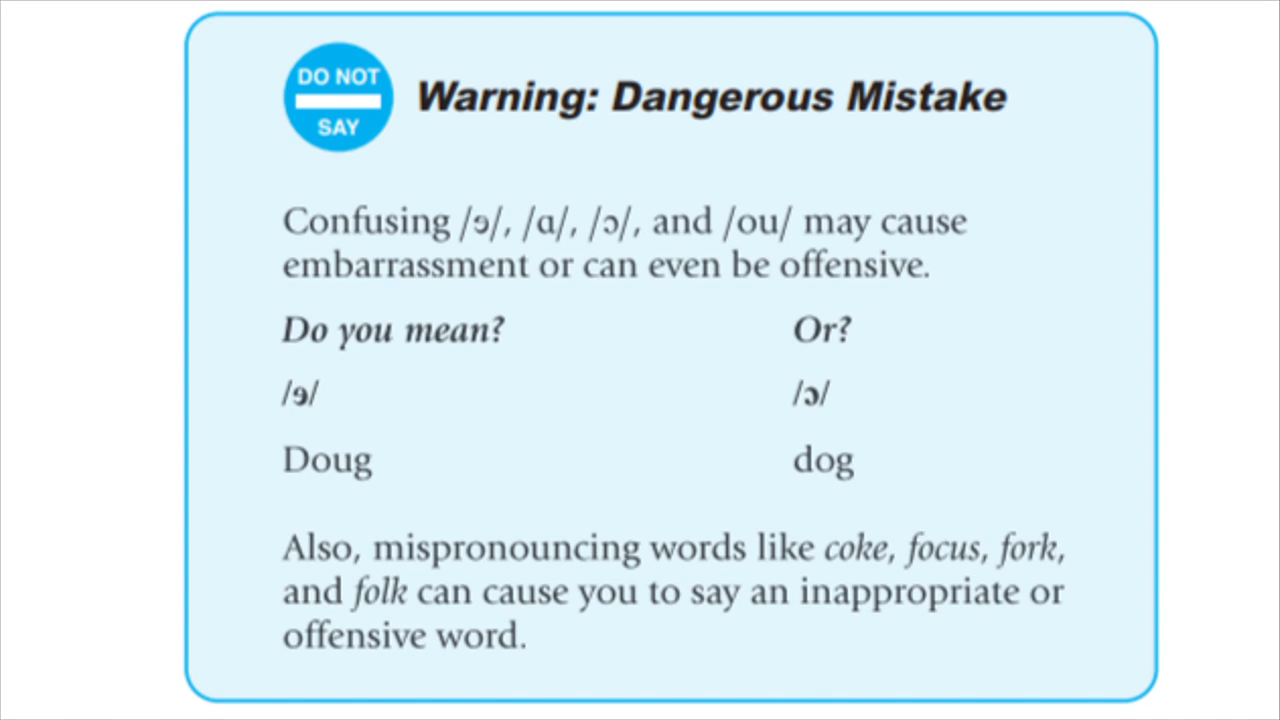 DO NOT
SAY
Warning: Dangerous Mistake
Confusing /ɘ/, /ɑ/, /ɔ/, and /ou/ may cause
embarrassment or can even be offensive.
Do you mean? Or?
/ɘ/ /ɔ/
Doug dog
Also, mispronouncing words like coke, focus, fork,
and folk can cause you to say an inappropriate or
offensive word.